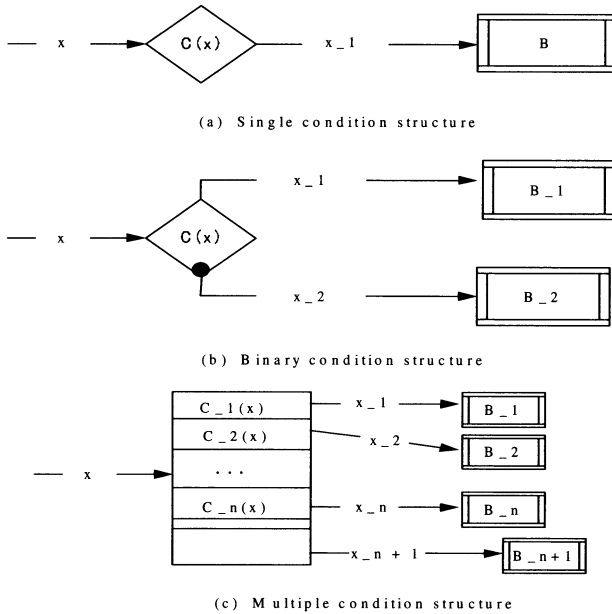 x C(x) x_1 B
(a) Single condition structure
x_1 B_1
x C(x)
x_2 B_2
(b) Binary condition structure
C_1(x) x_1 B_1
C_2(x) x_2 B_2
x ...
C_n(x) x_n B_n
x_n+1 B_n+1
(c) Multiple condition structure